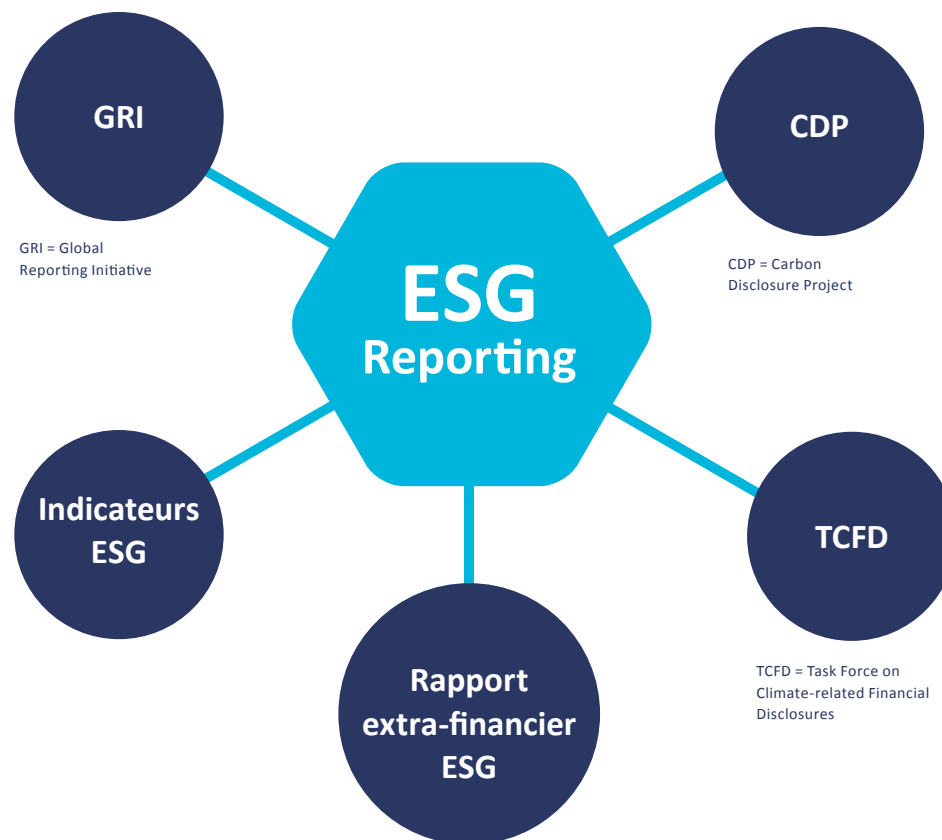 GRI
CDP
GRI = Global
Reporting Initiative
CDP = Carbon
Disclosure Project
ESG
Reporting
Indicateurs
ESG
TCFD
Rapport
extra-financier
ESG
TCFD = Task Force on
Climate-related Financial
Disclosures